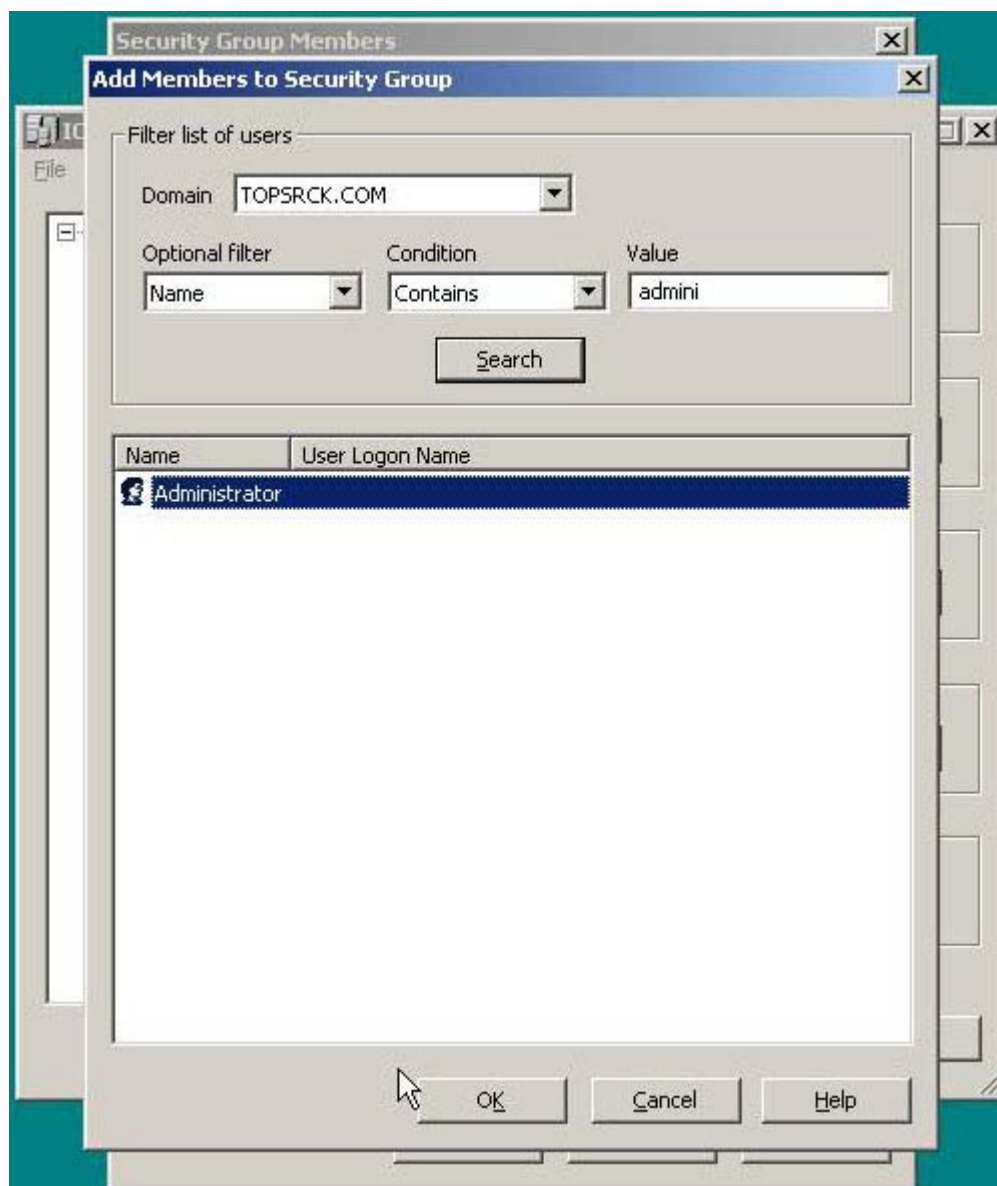 Security Group Members
Add Members to Security Group
File
Filter list of users
Domain TOPSRCK.COM
Optional filter Condition Value
Name Contains admini
Search
Name User Logon Name
Administrator
OK Cancel Help